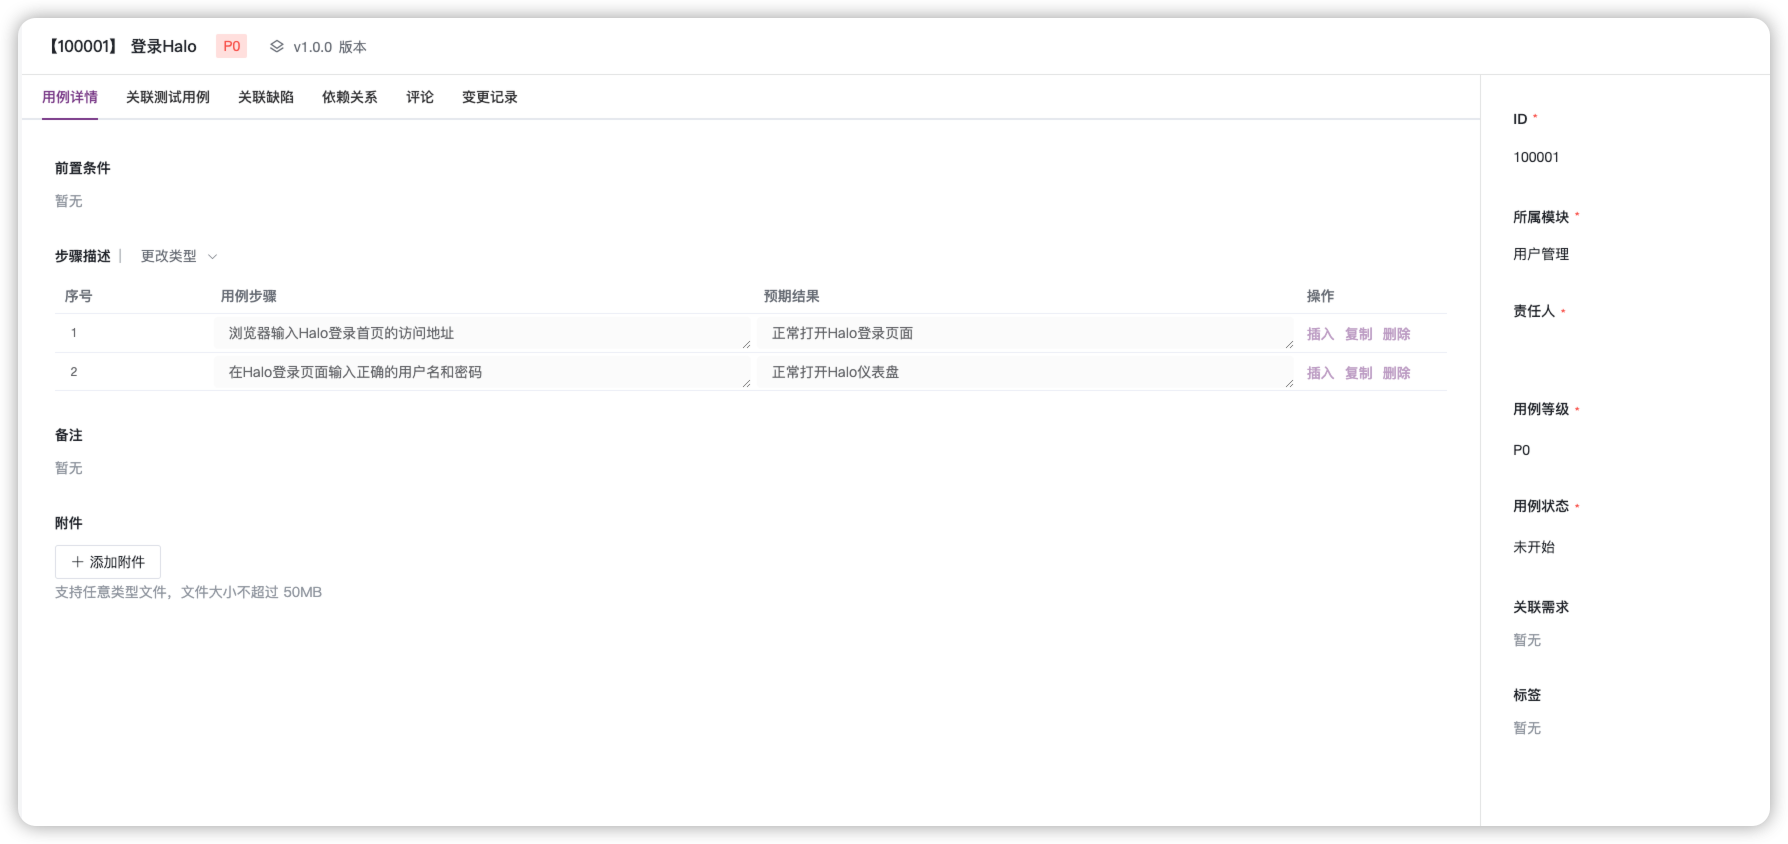 【100001】 登录Halo P0 v1.0.0 版本
用例详情 关联测试用例 关联缺陷 依赖关系 评论 变更记录
前置条件
暂无
步骤描述 更改类型
序号 用例步骤 预期结果 操作
1 浏览器输入Halo登录首页的访问地址 正常打开Halo登录页面 插入 复制 删除
2 在Halo登录页面输入正确的用户名和密码 正常打开Halo仪表盘 插入 复制 删除
备注
暂无
附件
+ 添加附件
支持任意类型文件，文件大小不超过 50MB
ID *
100001
所属模块 *
用户管理
责任人 *
用例等级 *
P0
用例状态 *
未开始
关联需求
暂无
标签
暂无